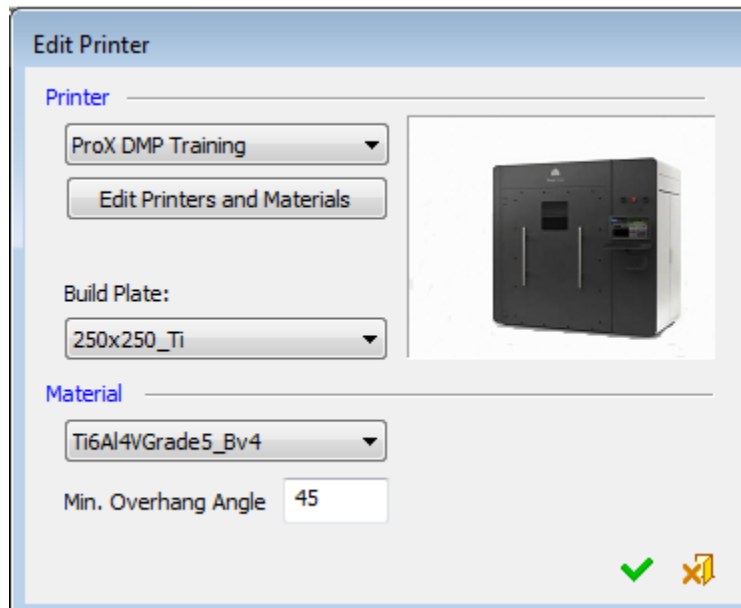 Edit Printer
Printer
ProX DMP Training
Edit Printers and Materials
Build Plate:
250x250_Ti
Material
Ti6Al4VGrade5_Bv4
Min. Overhang Angle 45